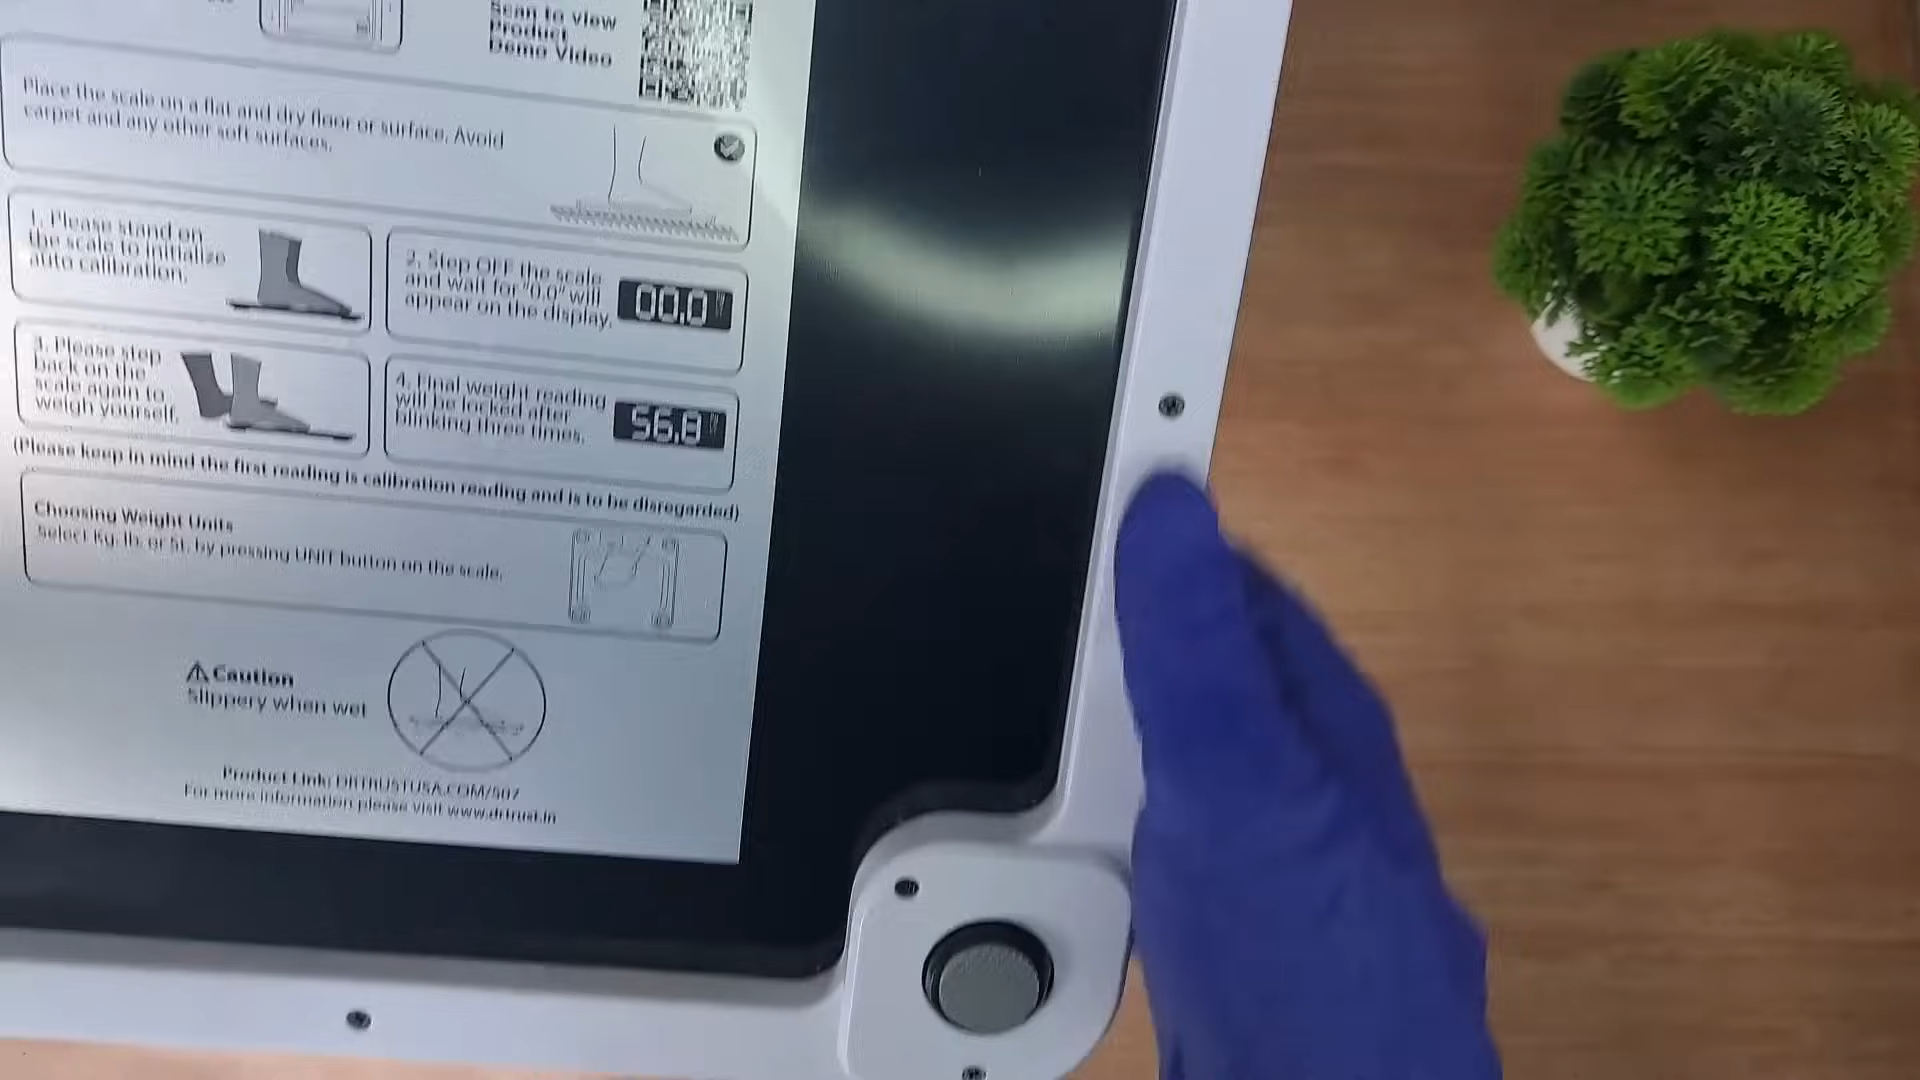 Scan to view
Product
Demo Video
Place the scale on a flat and dry floor or surface. Avoid
carpet and any other soft surfaces.
1. Please stand on
the scale to initialize
auto calibration.
2. Step OFF the scale
and wait for "0.0" will
appear on the display.
00.0
3. Please step
back on the
scale again to
weigh yourself.
4. Final weight reading
will be locked after
blinking three times.
56.8
(Please keep in mind the first reading is calibration reading and is to be disregarded)
Choosing Weight Units
Select Kg, lb, or St, by pressing UNIT button on the scale.
Caution
Slippery when wet
Product Link: DRTRUSTUSA.COM/507
For more information please visit www.drtrust.in